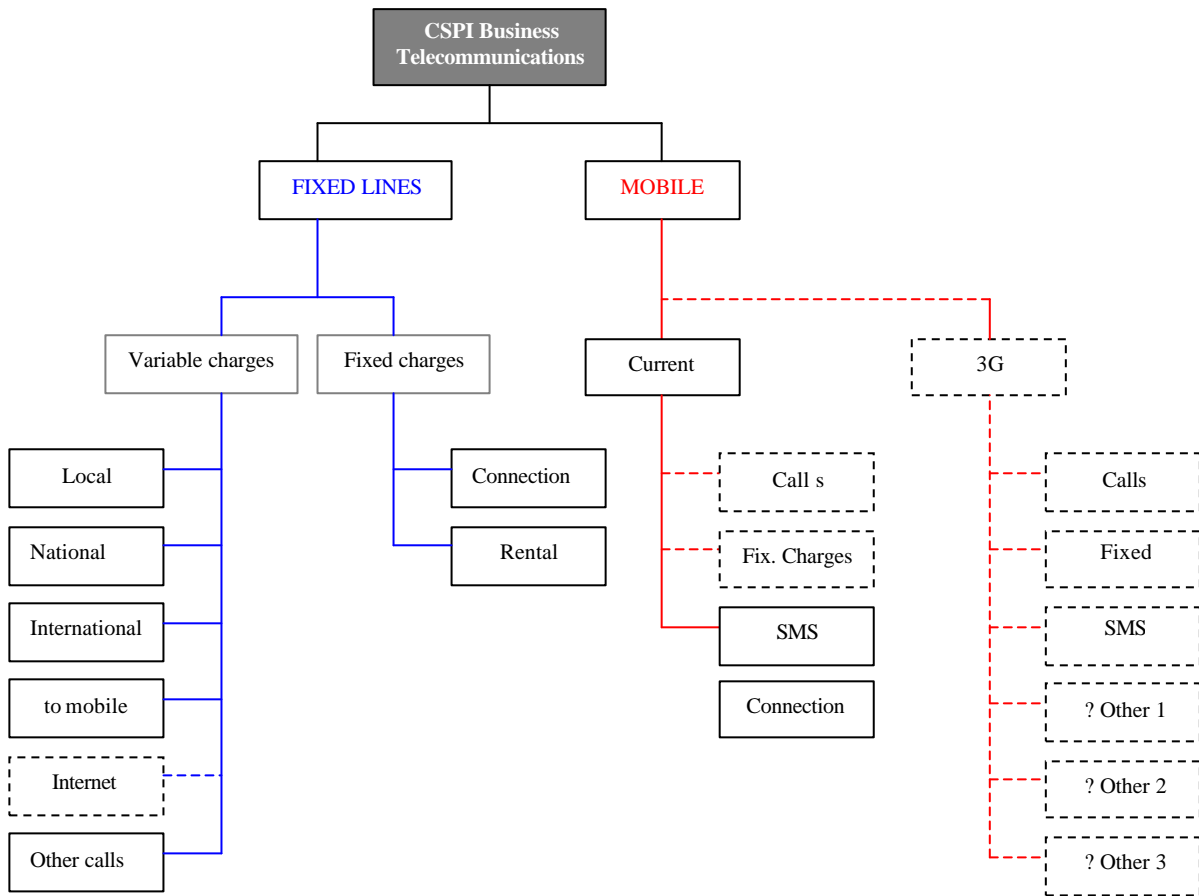 CSPI Business
Telecommunications
FIXED LINES
MOBILE
Variable charges
Fixed charges
Current
3G
Local
Connection
Call s
Calls
National
Rental
Fix. Charges
Fixed
International
SMS
SMS
to mobile
Connection
? Other 1
Internet
? Other 2
Other calls
? Other 3